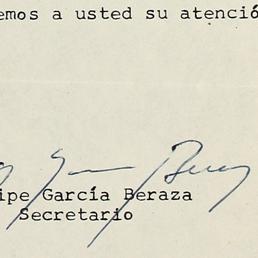 emos a usted su atenció
ipe García Beraza
Secretario